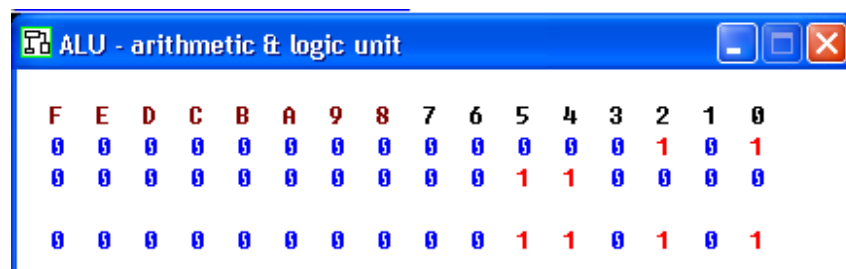 ALU - arithmetic & logic unit
F E D C B A 9 8 7 6 5 4 3 2 1 0
0 0 0 0 0 0 0 0 0 0 0 0 0 1 0 1
0 0 0 0 0 0 0 0 0 0 1 1 0 0 0 0
0 0 0 0 0 0 0 0 0 0 1 1 0 1 0 1